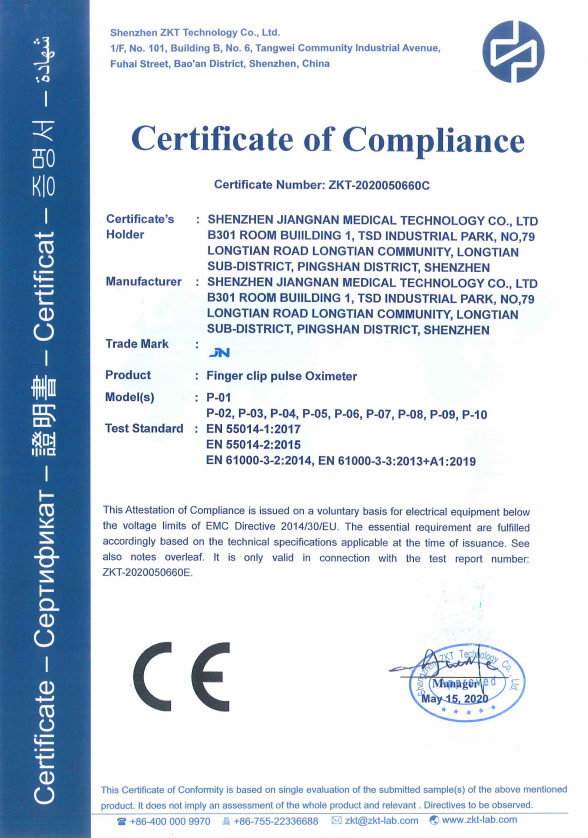 Shenzhen ZKT Technology Co., Ltd.
1/F, No. 101, Building B, No. 6, Tangwei Community Industrial Avenue,
Fuhai Street, Bao'an District, Shenzhen, China
Certificate – Сертификат – 證明書 – Certificat – 증명서 – شهادة
Certificate of Compliance
Certificate Number: ZKT-2020050660C
Certificate's Holder : SHENZHEN JIANGNAN MEDICAL TECHNOLOGY CO., LTD
B301 ROOM BUIILDING 1, TSD INDUSTRIAL PARK, NO,79
LONGTIAN ROAD LONGTIAN COMMUNITY, LONGTIAN
SUB-DISTRICT, PINGSHAN DISTRICT, SHENZHEN
Manufacturer : SHENZHEN JIANGNAN MEDICAL TECHNOLOGY CO., LTD
B301 ROOM BUIILDING 1, TSD INDUSTRIAL PARK, NO,79
LONGTIAN ROAD LONGTIAN COMMUNITY, LONGTIAN
SUB-DISTRICT, PINGSHAN DISTRICT, SHENZHEN
Trade Mark : JN
Product : Finger clip pulse Oximeter
Model(s) : P-01
P-02, P-03, P-04, P-05, P-06, P-07, P-08, P-09, P-10
Test Standard : EN 55014-1:2017
EN 55014-2:2015
EN 61000-3-2:2014, EN 61000-3-3:2013+A1:2019
This Attestation of Compliance is issued on a voluntary basis for electrical equipment below
the voltage limits of EMC Directive 2014/30/EU. The essential requirement are fulfilled
accordingly based on the technical specifications applicable at the time of issuance. See
also notes overleaf. It is only valid in connection with the test report number:
ZKT-2020050660E.
CE
Shenzhen ZKT Technology Co., Ltd.
Manager
Approved
May 15, 2020
This Certificate of Conformity is based on single evaluation of the submitted sample(s) of the above mentioned
product. It does not imply an assessment of the whole product and relevant . Directives to be observed.
+86-400 000 9970 +86-755-22336688 zkt@zkt-lab.com www.zkt-lab.com